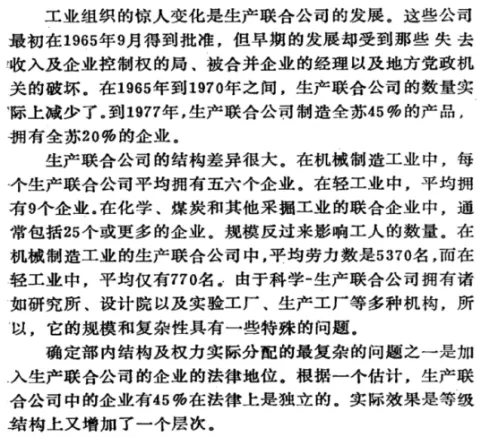 工业组织的惊人变化是生产联合公司的发展。这些公司
最初在1965年9月得到批准，但早期的发展却受到那些失去
收入及企业控制权的局、被合并企业的经理以及地方党政机
关的破坏。在1965年到1970年之间，生产联合公司的数量实
际上减少了。到1977年，生产联合公司制造全苏45%的产品，
拥有全苏20%的企业。
生产联合公司的结构差异很大。在机械制造工业中，每
个生产联合公司平均拥有五六个企业。在轻工业中，平均拥
有9个企业。在化学、煤炭和其他采掘工业的联合企业中，通
常包括25个或更多的企业。规模反过来影响工人的数量。在
机械制造工业的生产联合公司中，平均劳力数是5370名，而在
轻工业中，平均仅有770名。由于科学-生产联合公司拥有诸
如研究所、设计院以及实验工厂、生产工厂等多种机构，所
以，它的规模和复杂性具有一些特殊的问题。
确定部内结构及权力实际分配的最复杂的问题之一是加
入生产联合公司的企业的法律地位。根据一个估计，生产联
合公司中的企业有45%在法律上是独立的。实际效果是等级
结构上又增加了一个层次。